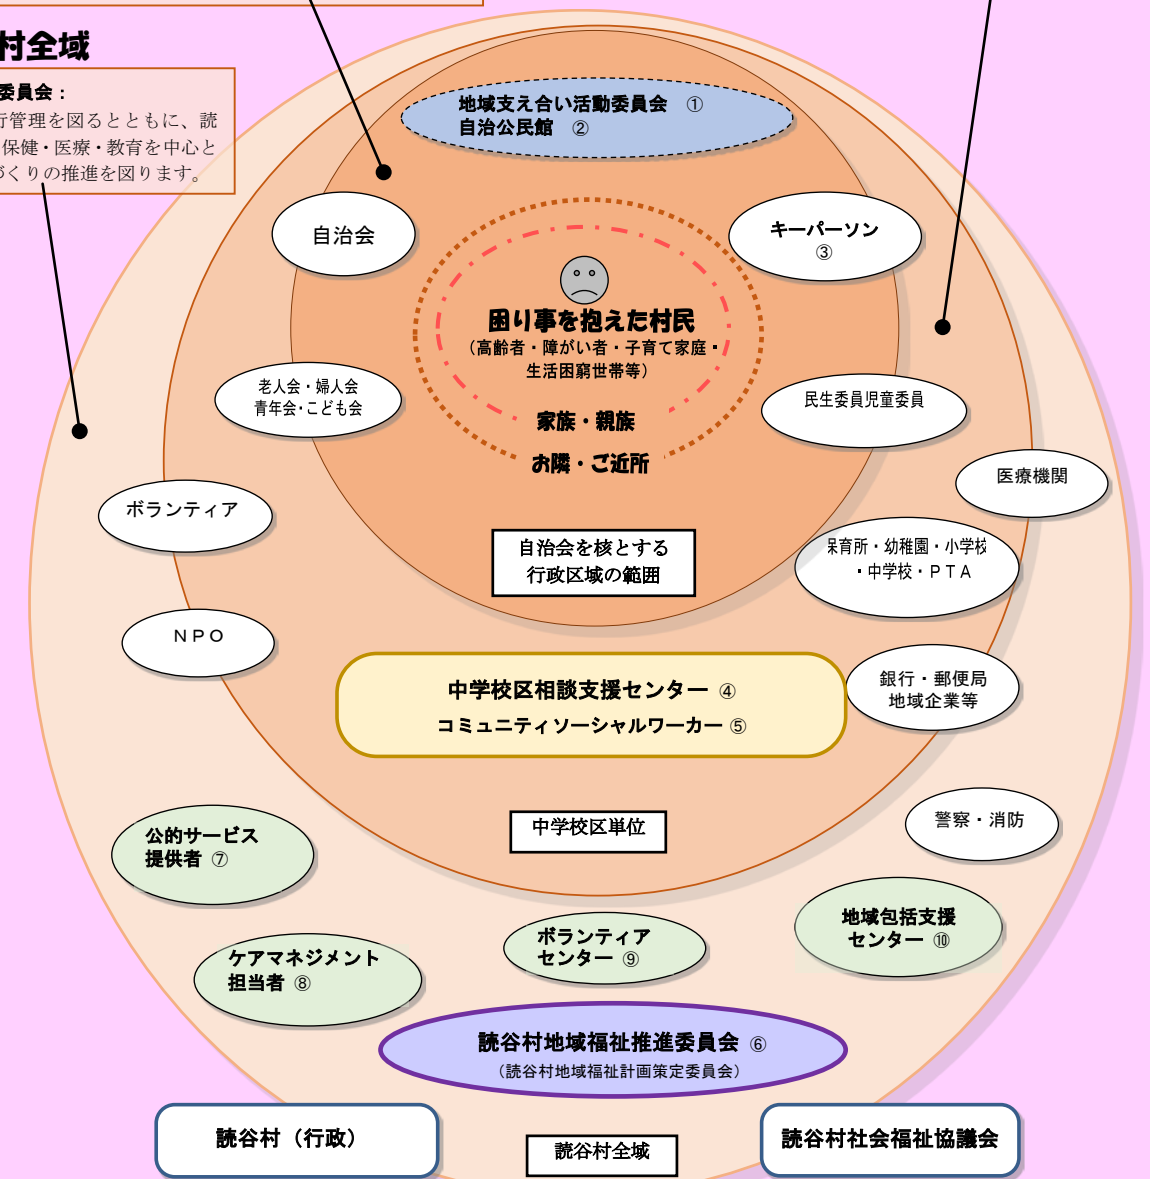 村全域
委員会：
行管理を図るとともに、読
保健・医療・教育を中心と
づくりの推進を図ります。
地域支え合い活動委員会　①
自治公民館　②
自治会
キーパーソン
③
困り事を抱えた村民
（高齢者・障がい者・子育て家庭・
生活困窮世帯等）
老人会・婦人会
青年会・こども会
民生委員児童委員
家族・親族
お隣・ご近所
医療機関
ボランティア
自治会を核とする
行政区域の範囲
保育所・幼稚園・小学校
・中学校・ＰＴＡ
ＮＰＯ
中学校区相談支援センター ④
コミュニティソーシャルワーカー ⑤
銀行・郵便局
地域企業等
中学校区単位
警察・消防
公的サービス
提供者 ⑦
地域包括支援
センター ⑩
ボランティア
センター ⑨
ケアマネジメント
担当者 ⑧
読谷村地域福祉推進委員会 ⑥
（読谷村地域福祉計画策定委員会）
読谷村（行政）
読谷村全域
読谷村社会福祉協議会